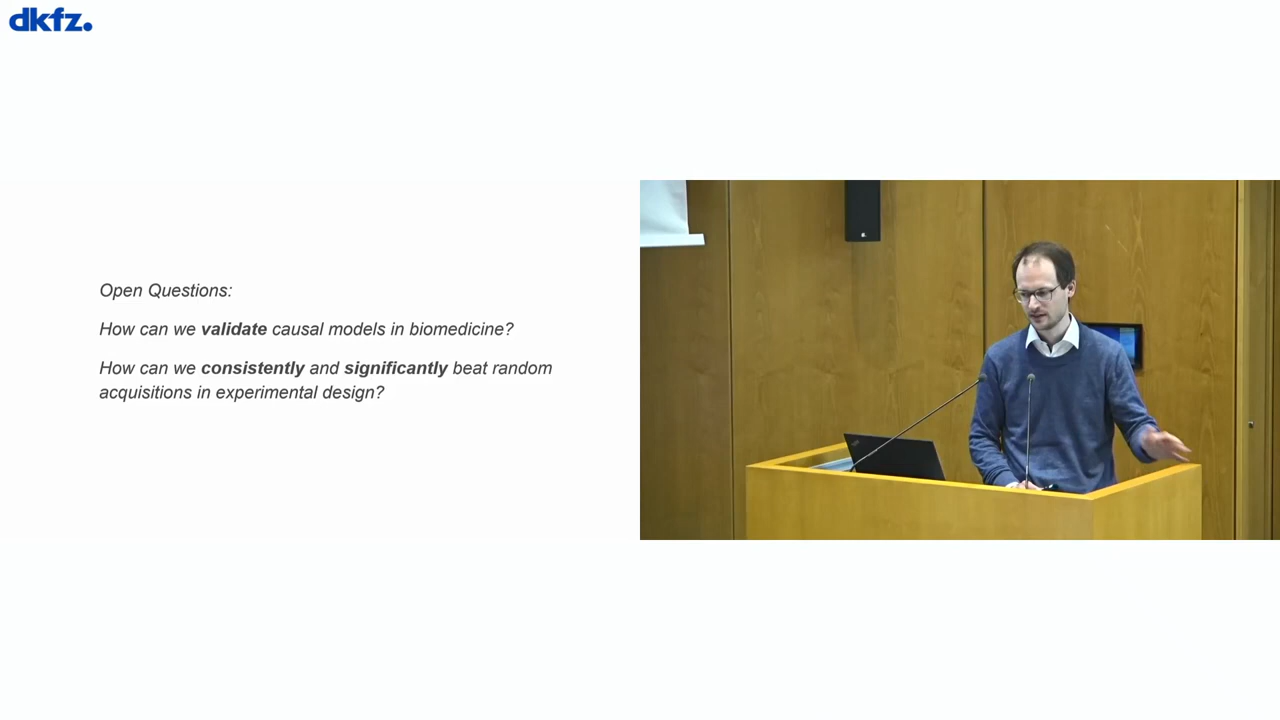 dkfz.
Open Questions:
How can we validate causal models in biomedicine?
How can we consistently and significantly beat random
acquisitions in experimental design?